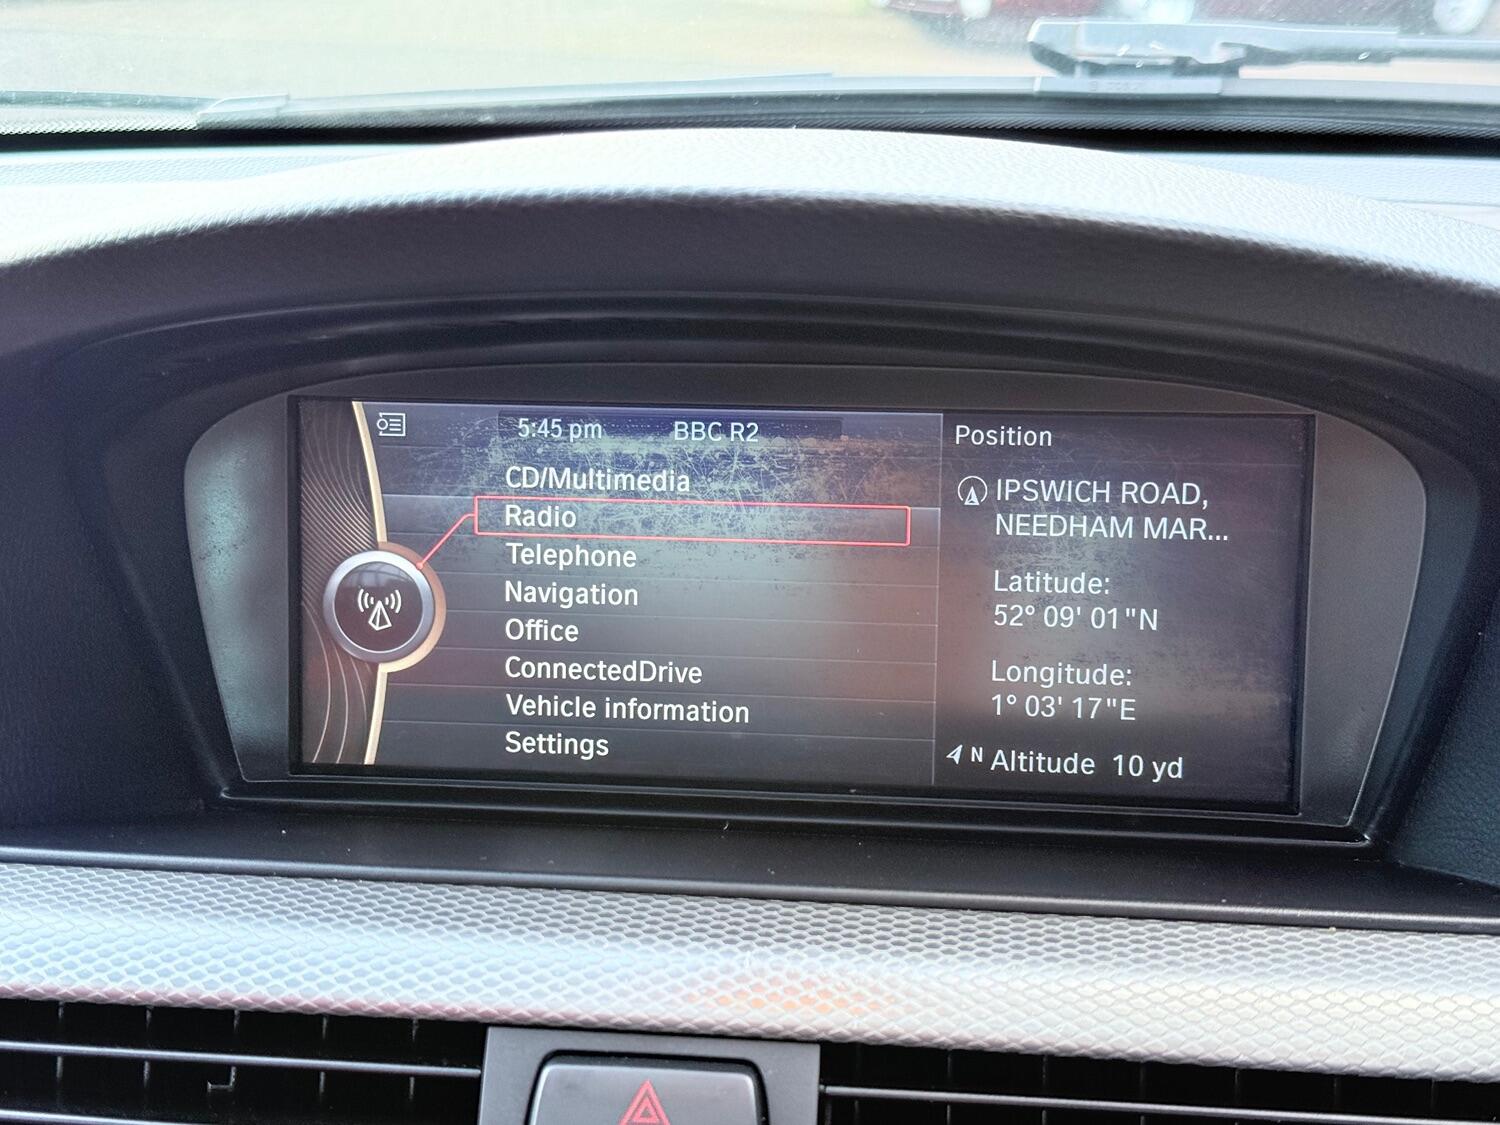 5:45 pm BBC R2
CD/Multimedia
Radio
Telephone
Navigation
Office
ConnectedDrive
Vehicle information
Settings
Position
IPSWICH ROAD,
NEEDHAM MAR...
Latitude:
52° 09' 01"N
Longitude:
1° 03' 17"E
N Altitude 10 yd